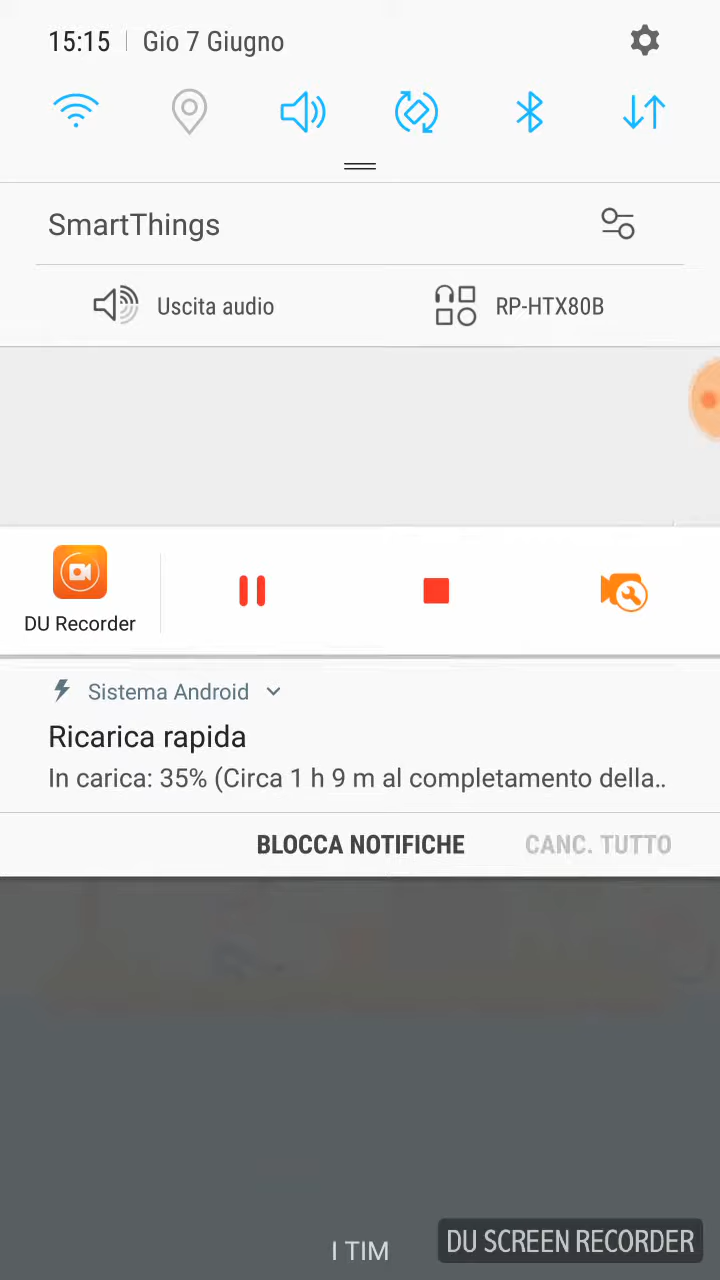 15:15 | Gio 7 Giugno
SmartThings
Uscita audio
RP-HTX80B
DU Recorder
Sistema Android
Ricarica rapida
In carica: 35% (Circa 1 h 9 m al completamento della..
BLOCCA NOTIFICHE
CANC. TUTTO
I TIM
DU SCREEN RECORDER